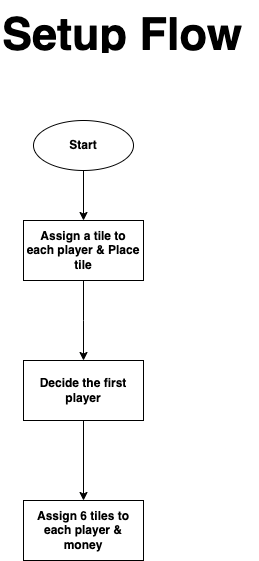 Setup Flow
Start
Assign a tile to
each player & Place
tile
Decide the first
player
Assign 6 tiles to
each player &
money